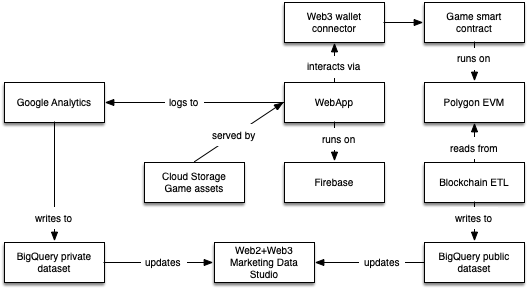 Web3 wallet
connector
Game smart
contract
interacts via
runs on
Google Analytics
logs to
WebApp
Polygon EVM
served by
runs on
reads from
Cloud Storage
Game assets
Firebase
Blockchain ETL
writes to
writes to
BigQuery private
dataset
updates
Web2+Web3
Marketing Data
Studio
updates
BigQuery public
dataset